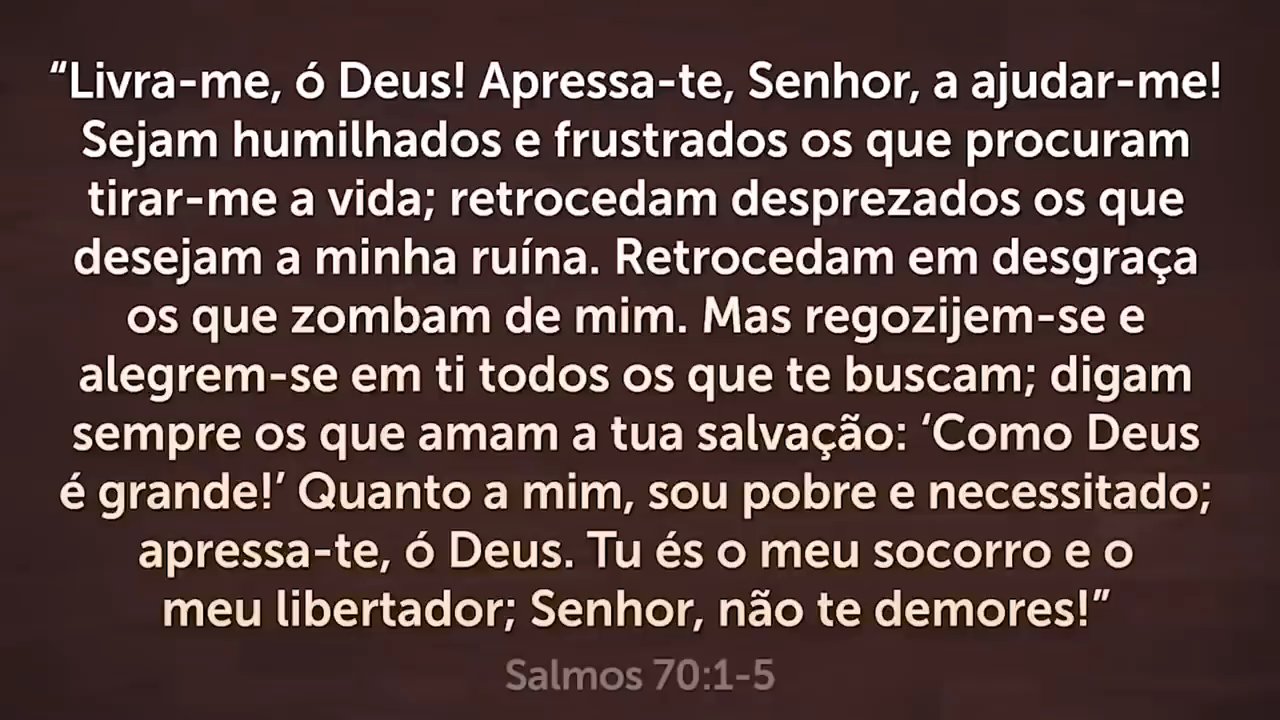 “Livra-me, ó Deus! Apressa-te, Senhor, a ajudar-me!
Sejam humilhados e frustrados os que procuram
tirar-me a vida; retrocedam desprezados os que
desejam a minha ruína. Retrocedam em desgraça
os que zombam de mim. Mas regozijem-se e
alegrem-se em ti todos os que te buscam; digam
sempre os que amam a tua salvação: ‘Como Deus
é grande!’ Quanto a mim, sou pobre e necessitado;
apressa-te, ó Deus. Tu és o meu socorro e o
meu libertador; Senhor, não te demores!”
Salmos 70:1-5